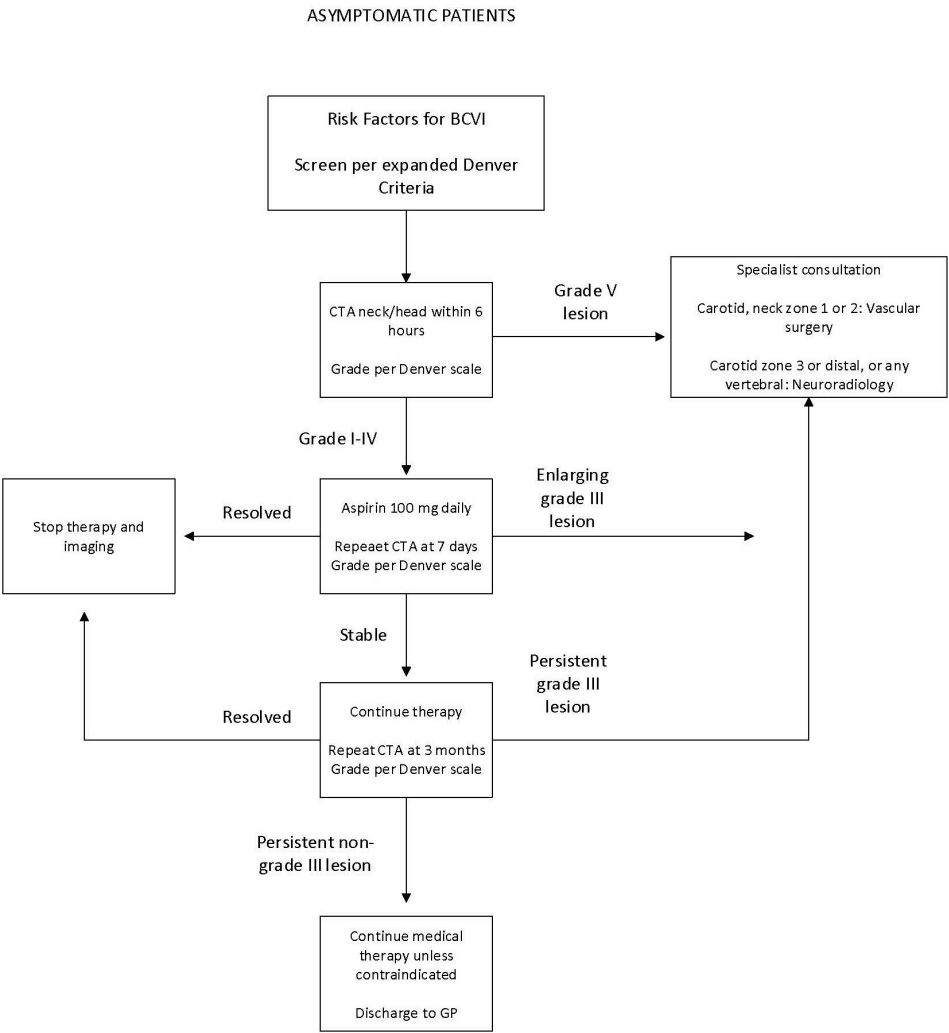 ASYMPTOMATIC PATIENTS
Risk Factors for BCVI
Screen per expanded Denver
Criteria
CTA neck/head within 6
hours
Grade per Denver scale
Grade V
lesion
Specialist consultation
Carotid, neck zone 1 or 2: Vascular
surgery
Carotid zone 3 or distal, or any
vertebral: Neuroradiology
Grade I-IV
Stop therapy and
imaging
Resolved
Aspirin 100 mg daily
Repeaet CTA at 7 days
Grade per Denver scale
Enlarging
grade III
lesion
Stable
Resolved
Continue therapy
Repeat CTA at 3 months
Grade per Denver scale
Persistent
grade III
lesion
Persistent non-
grade III lesion
Continue medical
therapy unless
contraindicated
Discharge to GP